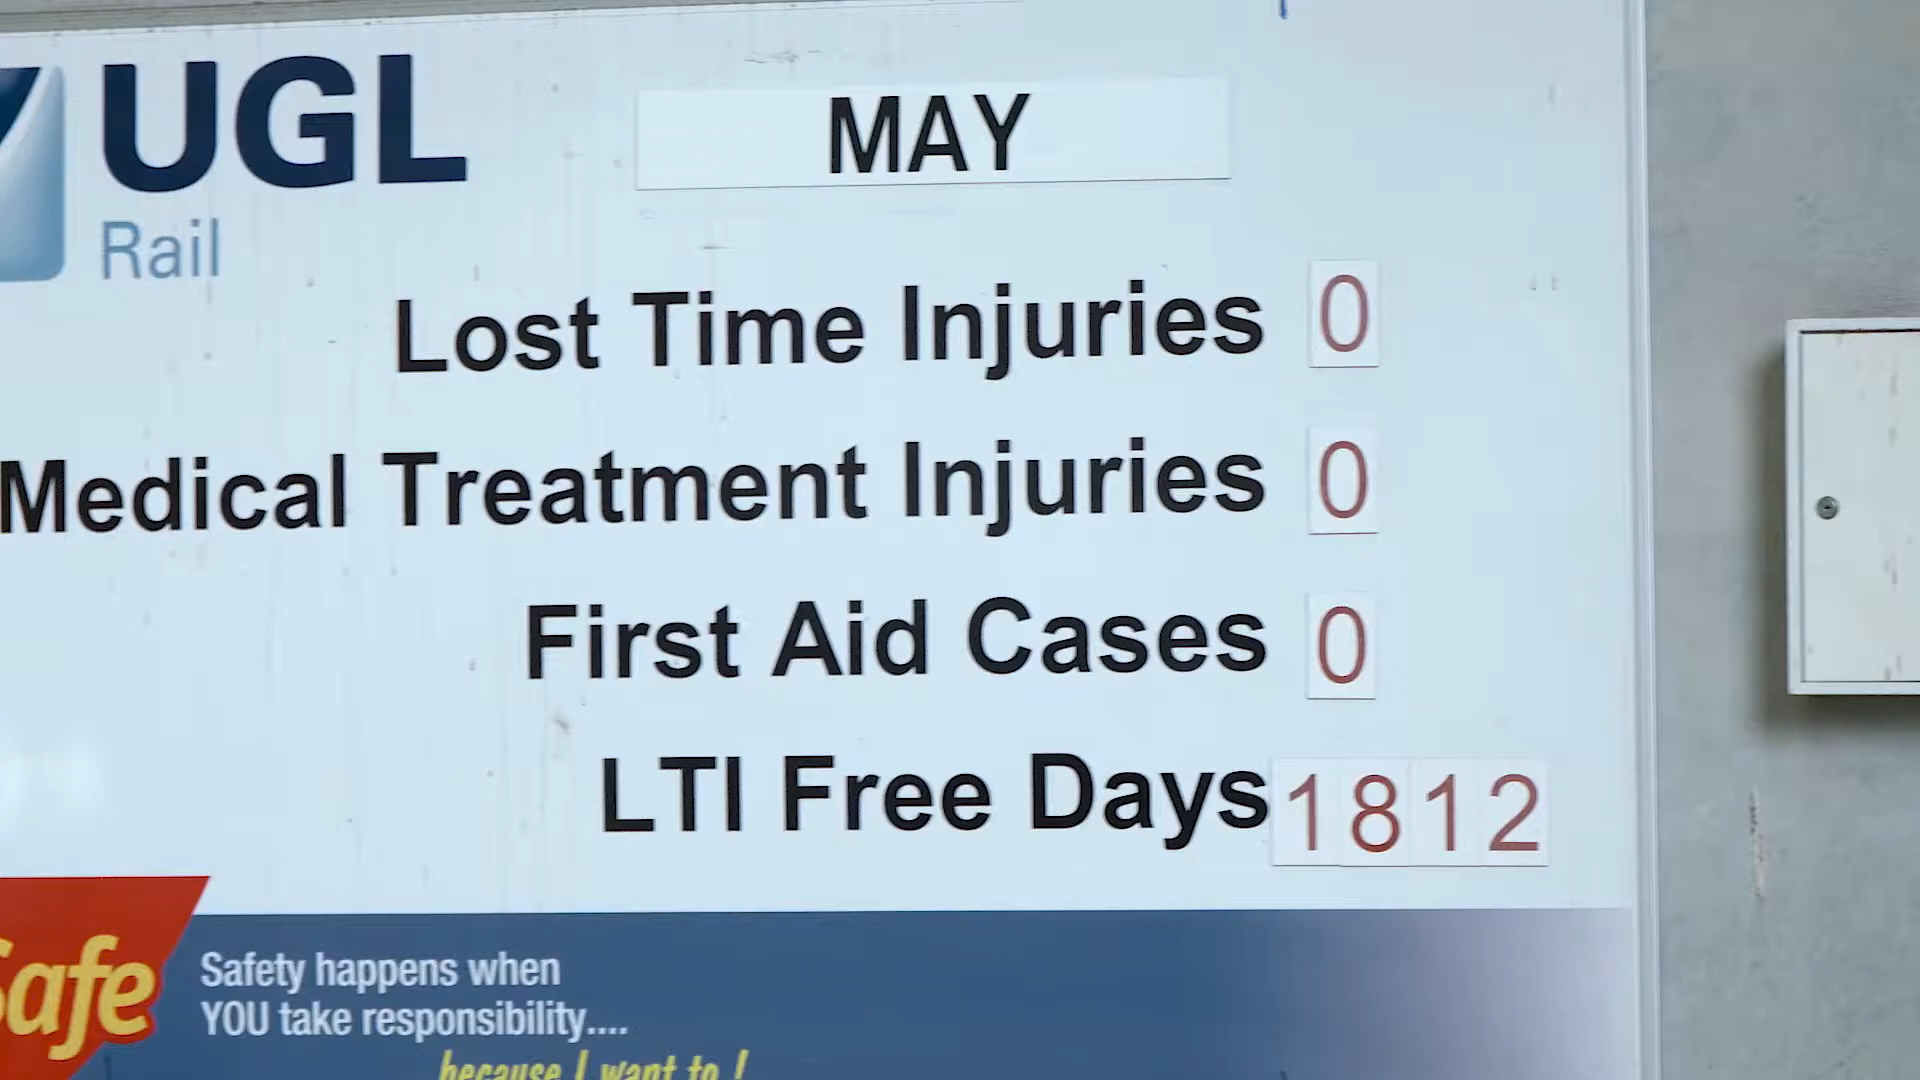 UGL
Rail
MAY
Lost Time Injuries 0
Medical Treatment Injuries 0
First Aid Cases 0
LTI Free Days 1812
Safe
Safety happens when
YOU take responsibility....
because I want to!